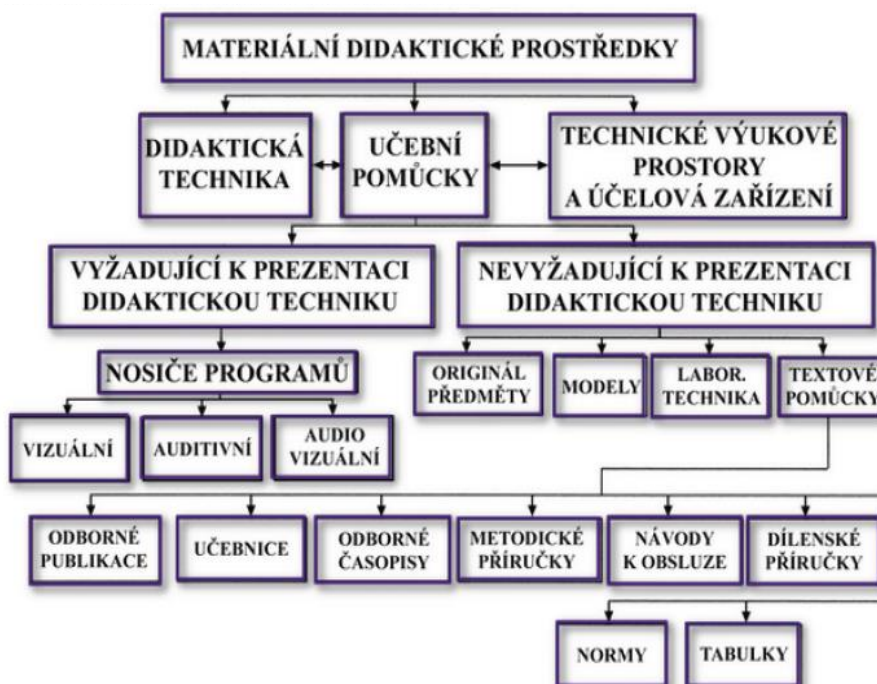 MATERIÁLNÍ DIDAKTICKÉ PROSTŘEDKY
DIDAKTICKÁ
TECHNIKA
UČEBNÍ
POMŮCKY
TECHNICKÉ VÝUKOVÉ
PROSTORY
A ÚČELOVÁ ZAŘÍZENÍ
VYŽADUJÍCÍ K PREZENTACI
DIDAKTICKOU TECHNIKU
NEVYŽADUJÍCÍ K PREZENTACI
DIDAKTICKOU TECHNIKU
NOSIČE PROGRAMŮ
ORIGINÁL
PŘEDMĚTY
MODELY
LABOR.
TECHNIKA
TEXTOVÉ
POMŮCKY
VIZUÁLNÍ
AUDITIVNÍ
AUDIO
VIZUÁLNÍ
ODBORNÉ
PUBLIKACE
UČEBNICE
ODBORNÉ
ČASOPISY
METODICKÉ
PŘÍRUČKY
NÁVODY
K OBSLUZE
DÍLENSKÉ
PŘÍRUČKY
NORMY
TABULKY